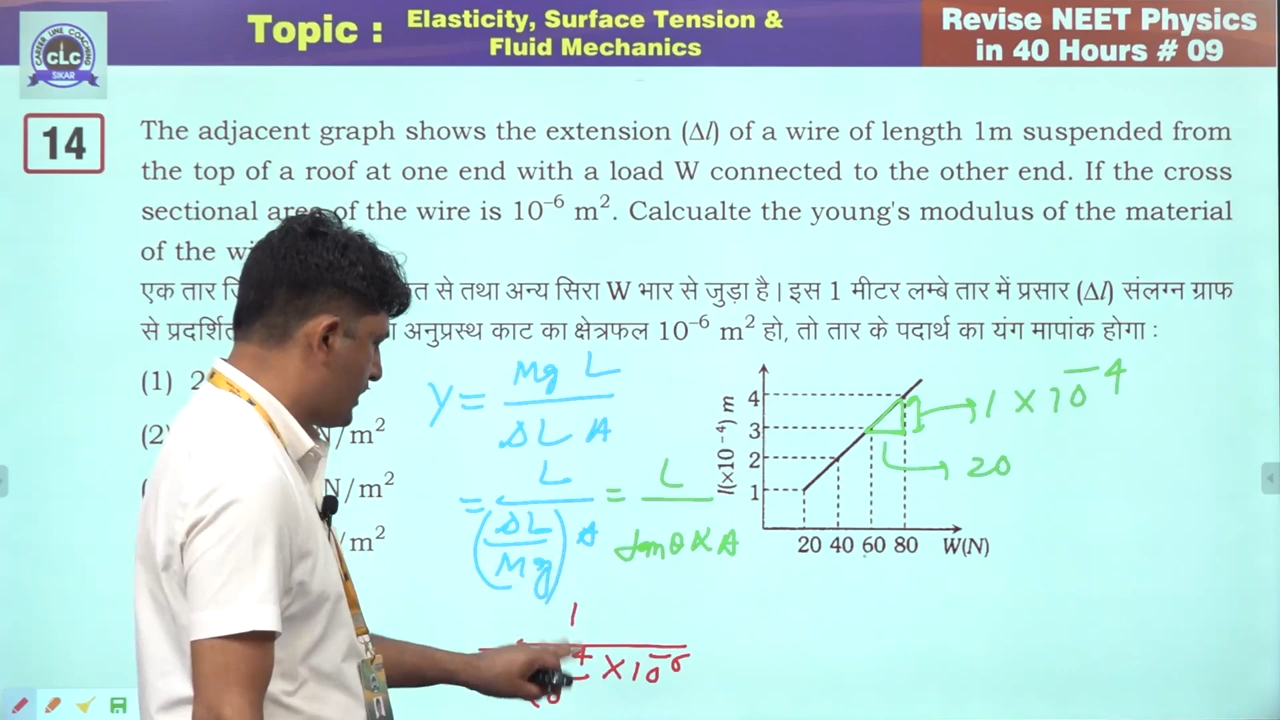 CAREER LINE COACHING
CLC
SIKAR
Topic : Elasticity, Surface Tension &
Fluid Mechanics
Revise NEET Physics
in 40 Hours # 09
14
The adjacent graph shows the extension (Δl) of a wire of length 1m suspended from
the top of a roof at one end with a load W connected to the other end. If the cross
sectional area of the wire is 10⁻⁶ m². Calcualte the young's modulus of the material
of the
एक तार से तथा अन्य सिरा W भार से जुड़ा है। इस 1 मीटर लम्बे तार में प्रसार (Δl) संलग्न ग्राफ
से अनुप्रस्थ काट का क्षेत्रफल 10⁻⁶ m² हो, तो तार के पदार्थ का यंग मापांक होगा :
(1) 2
(2) N/m²
N/m²
/m²
Y = Mg L / ΔL A
= L / (ΔL / Mg) A = L / tanθ × A
1 / × 10⁻⁶
l(×10⁻⁴) m
4
3
2
1
20 40 60 80 W(N)
1 × 10⁻⁴
20